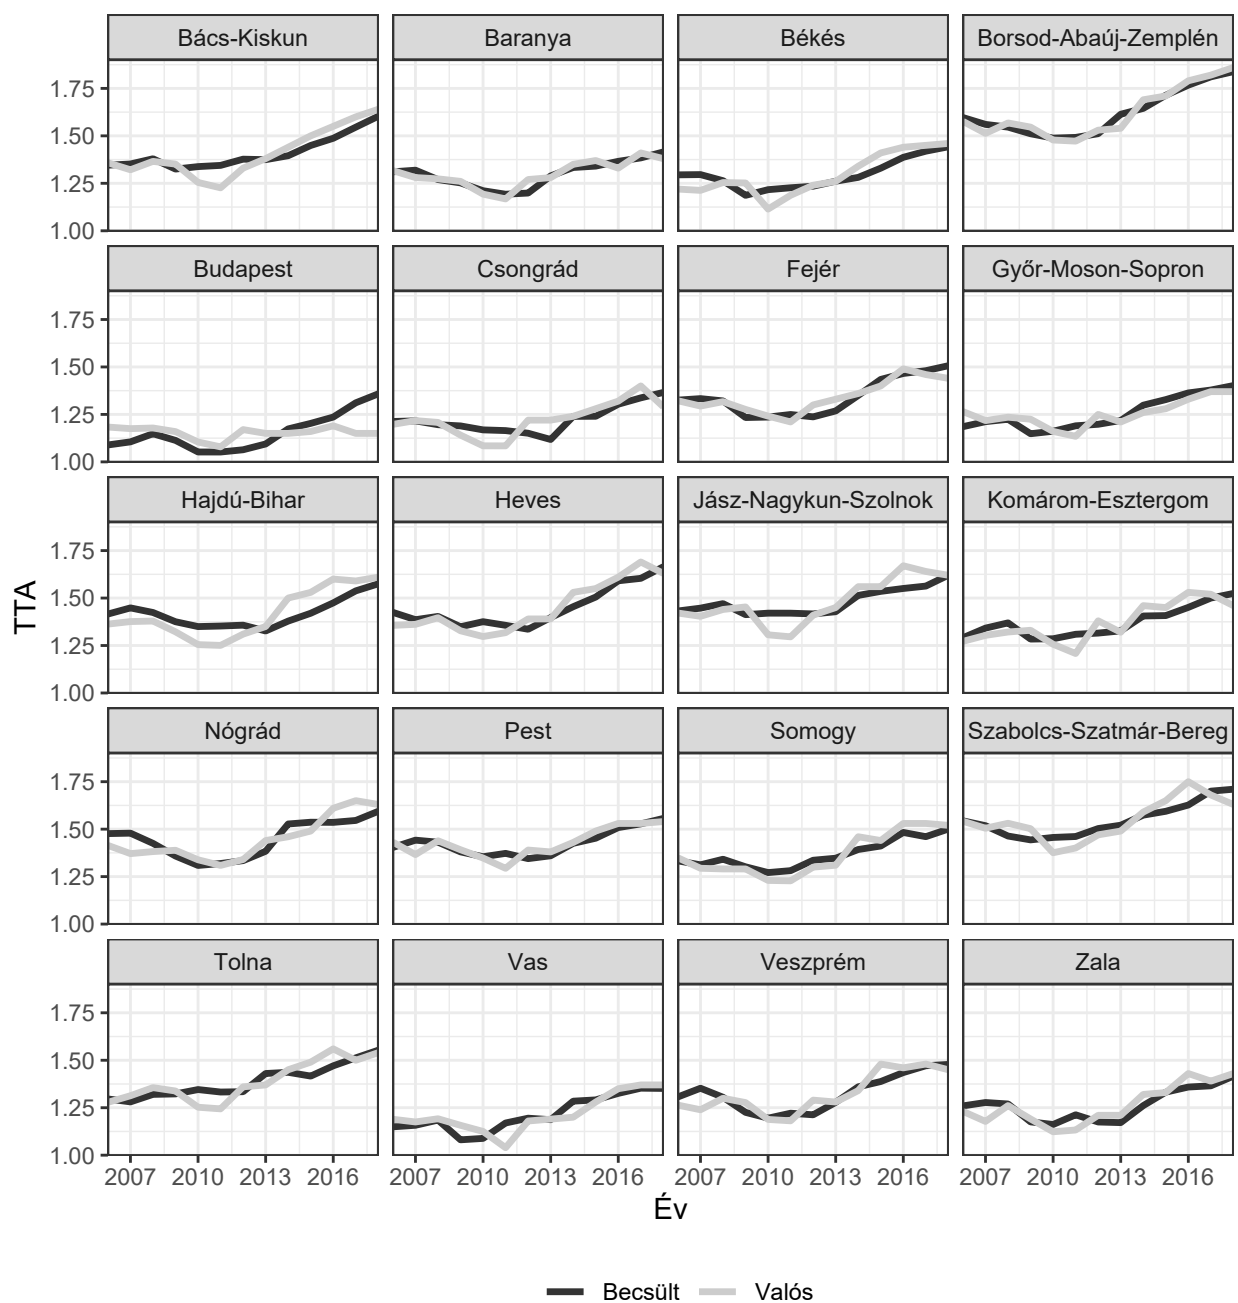 Bács-Kiskun Baranya Békés Borsod-Abaúj-Zemplén
1.75
1.50
1.25
1.00
Budapest Csongrád Fejér Győr-Moson-Sopron
1.75
1.50
1.25
1.00
Hajdú-Bihar Heves Jász-Nagykun-Szolnok Komárom-Esztergom
1.75
1.50
1.25
1.00
TTA
Nógrád Pest Somogy Szabolcs-Szatmár-Bereg
1.75
1.50
1.25
1.00
Tolna Vas Veszprém Zala
1.75
1.50
1.25
1.00
2007 2010 2013 2016 2007 2010 2013 2016 2007 2010 2013 2016 2007 2010 2013 2016
Év
Becsült Valós